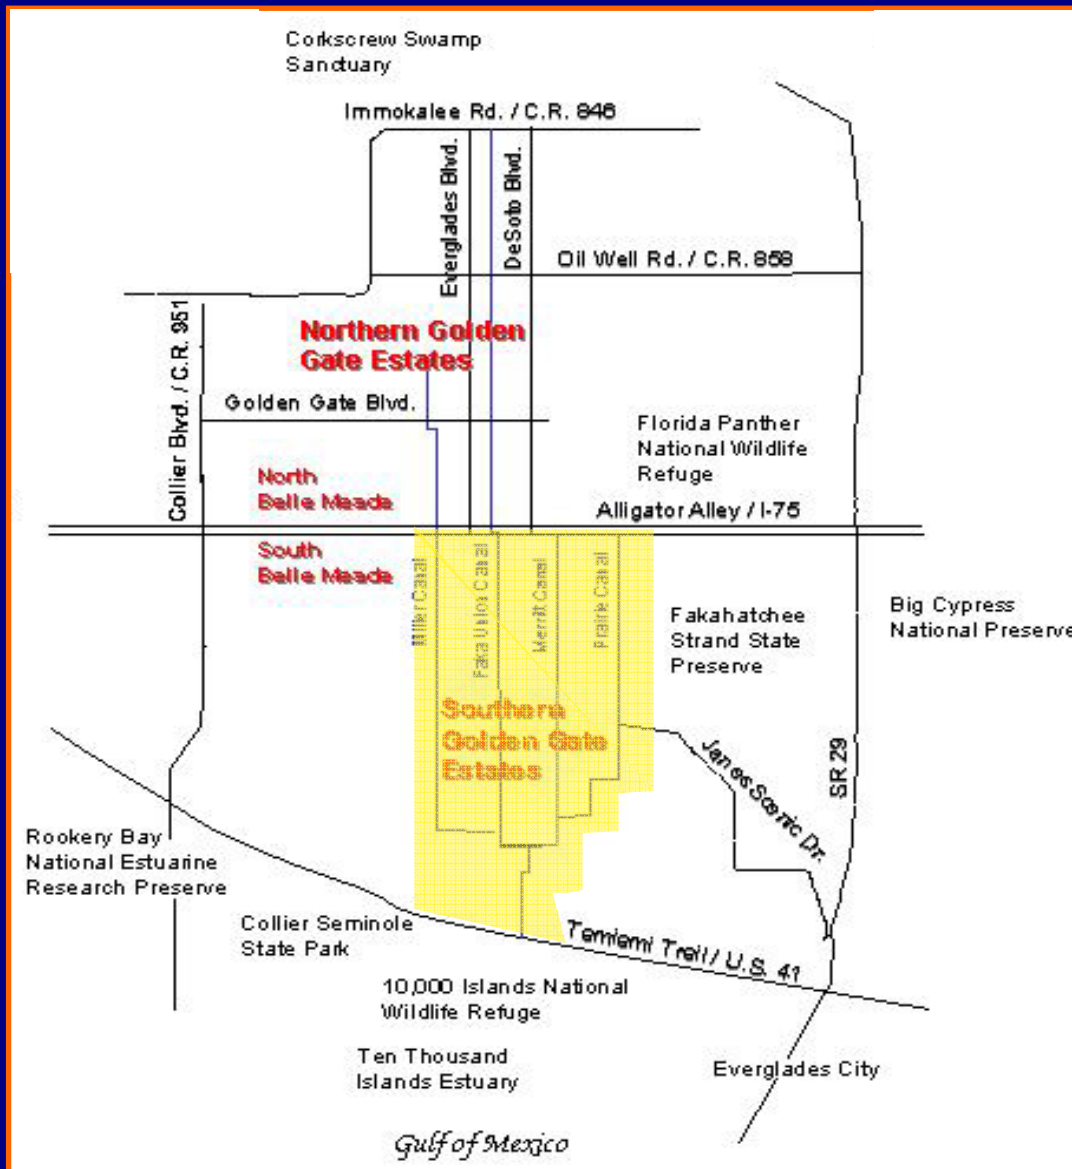 Corkscrew Swamp
Sanctuary
Immokalee Rd. / C.R. 846
Everglades Blvd.
DeSoto Blvd.
Oil Well Rd. / C.R. 858
Collier Blvd. / C.R. 951
Northern Golden
Gate Estates
Golden Gate Blvd.
Florida Panther
National Wildlife
Refuge
North
Belle Meade
Alligator Alley / I-75
South
Belle Meade
Miller Canal
Faka Union Canal
Merritt Canal
Prairie Canal
Fakahatchee
Strand State
Preserve
Big Cypress
National Preserve
Southern
Golden Gate
Estates
Janes Scenic Dr.
SR 29
Rookery Bay
National Estuarine
Research Preserve
Collier Seminole
State Park
Tamiami Trail / U.S. 41
10,000 Islands National
Wildlife Refuge
Ten Thousand
Islands Estuary
Everglades City
Gulf of Mexico